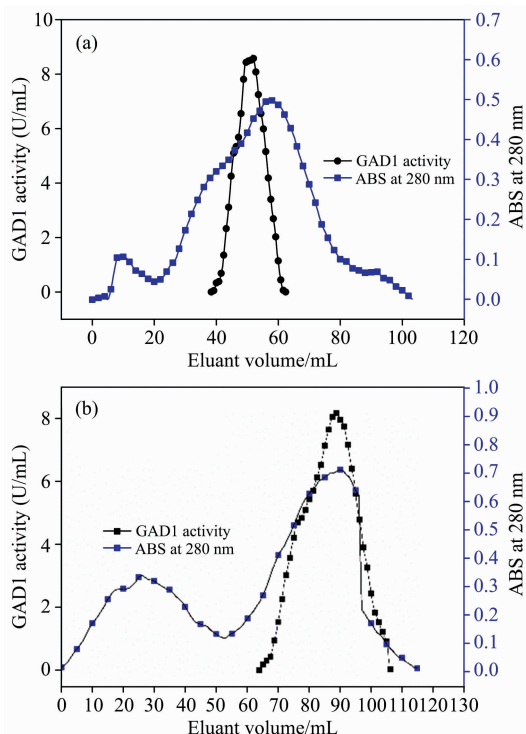 (a)
GAD1 activity (U/mL)
10
8
6
4
2
0
0.7
0.6
0.5
0.4
0.3
0.2
0.1
0.0
ABS at 280 nm
GAD1 activity
ABS at 280 nm
0 20 40 60 80 100 120
Eluant volume/mL
(b)
GAD1 activity (U/mL)
8
6
4
2
0
1.0
0.9
0.8
0.7
0.6
0.5
0.4
0.3
0.2
0.1
0.0
ABS at 280 nm
GAD1 activity
ABS at 280 nm
0 10 20 30 40 50 60 70 80 90 100 110 120 130
Eluant volume/mL